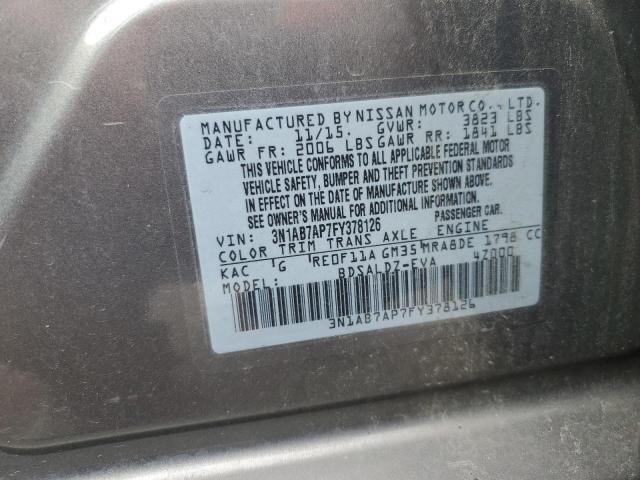 MANUFACTURED BY NISSAN MOTOR CO., LTD.
DATE: 11/15. GVWR: 3823 LBS
GAWR FR: 2006 LBS GAWR RR: 1841 LBS
THIS VEHICLE CONFORMS TO ALL APPLICABLE FEDERAL MOTOR
VEHICLE SAFETY, BUMPER AND THEFT PREVENTION STANDARDS
IN EFFECT ON THE DATE OF MANUFACTURE SHOWN ABOVE.
SEE OWNER'S MANUAL FOR ADDITIONAL INFORMATION.
VIN: 3N1AB7AP7FY378126 PASSENGER CAR.
COLOR TRIM TRANS AXLE ENGINE
KAC G RE0F11A GM35 MRA8DE 1798 CC
MODEL: BDSALDZ-EVA 47000
3N1AB7AP7FY378126